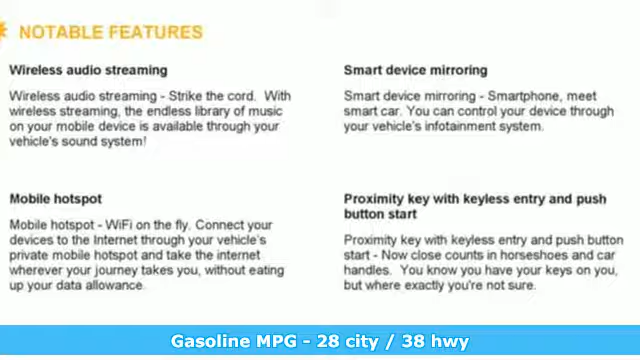 NOTABLE FEATURES
Wireless audio streaming
Wireless audio streaming - Strike the cord. With
wireless streaming, the endless library of music
on your mobile device is available through your
vehicle's sound system!
Smart device mirroring
Smart device mirroring - Smartphone, meet
smart car. You can control your device through
your vehicle's infotainment system.
Mobile hotspot
Mobile hotspot - WiFi on the fly. Connect your
devices to the Internet through your vehicle's
private mobile hotspot and take the internet
wherever your journey takes you, without eating
up your data allowance.
Proximity key with keyless entry and push
button start
Proximity key with keyless entry and push button
start - Now close counts in horseshoes and car
handles. You know you have your keys on you,
but where exactly you're not sure.
Gasoline MPG - 28 city / 38 hwy